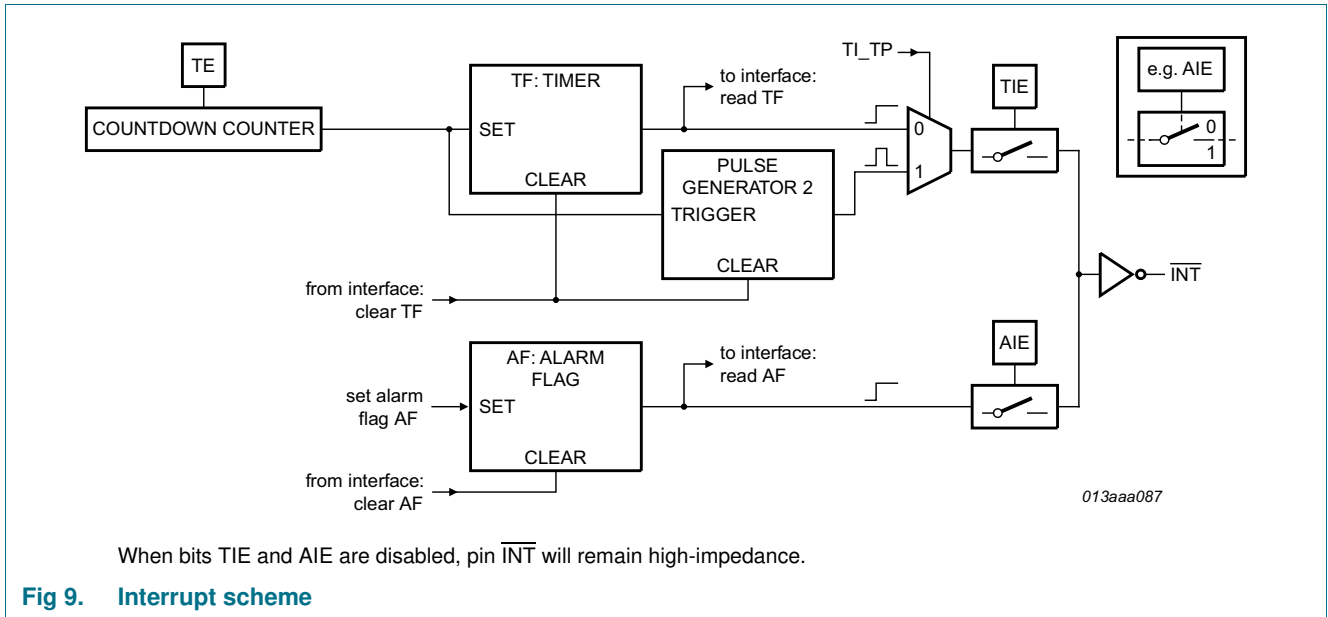 TE
COUNTDOWN COUNTER
TF: TIMER
SET
CLEAR
to interface:
read TF
PULSE
GENERATOR 2
TRIGGER
CLEAR
from interface:
clear TF
TI_TP
0
1
TIE
e.g. AIE
0
1
INT
AF: ALARM
FLAG
set alarm
flag AF
SET
CLEAR
to interface:
read AF
from interface:
clear AF
AIE
013aaa087
When bits TIE and AIE are disabled, pin INT will remain high-impedance.
Fig 9. Interrupt scheme